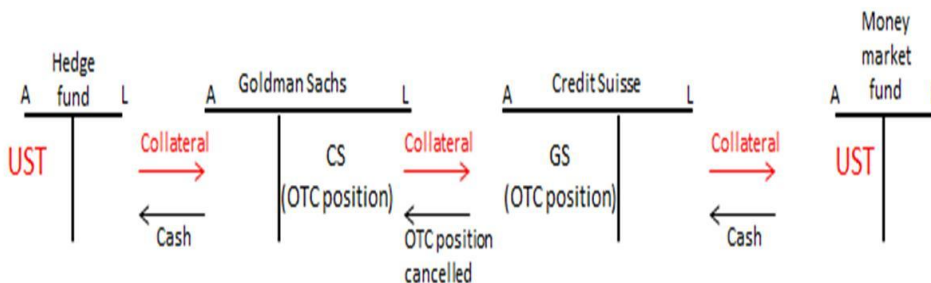 Hedge
fund
A
L
Goldman Sachs
A
L
Credit Suisse
A
L
Money
market
fund
A
L
UST
Collateral
Cash
CS
(OTC position)
Collateral
OTC position
cancelled
GS
(OTC position)
Collateral
Cash
UST